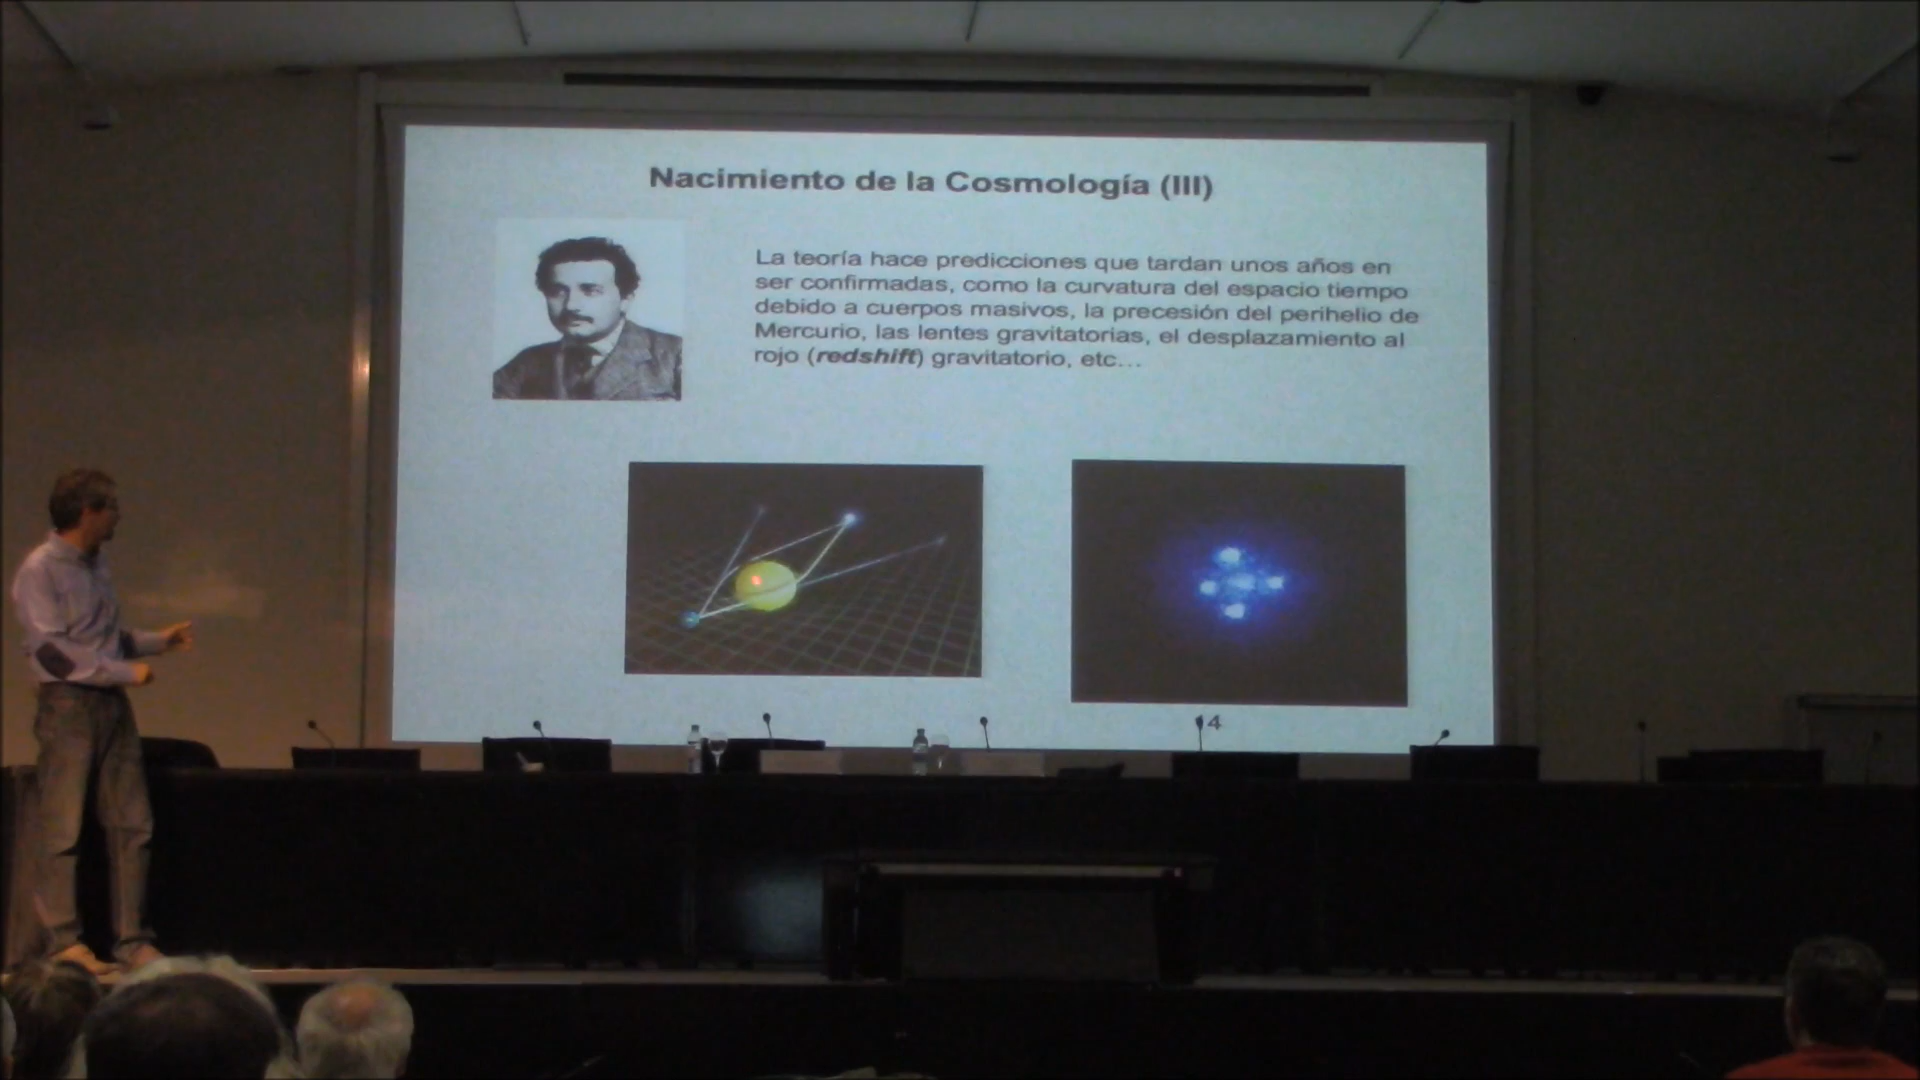 Nacimiento de la Cosmología (III)
La teoría hace predicciones que tardan unos años en
ser confirmadas, como la curvatura del espacio tiempo
debido a cuerpos masivos, la precesión del perihelio de
Mercurio, las lentes gravitatorias, el desplazamiento al
rojo (redshift) gravitatorio, etc...
4